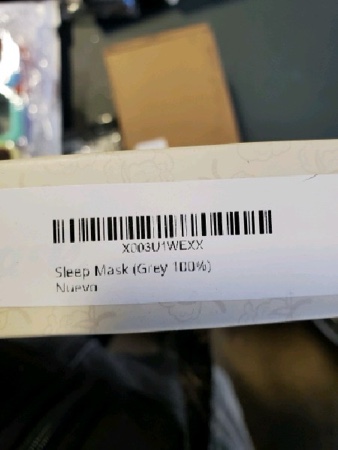 X003U1WEXX
Sleep Mask (Grey 100%)
Nuevo